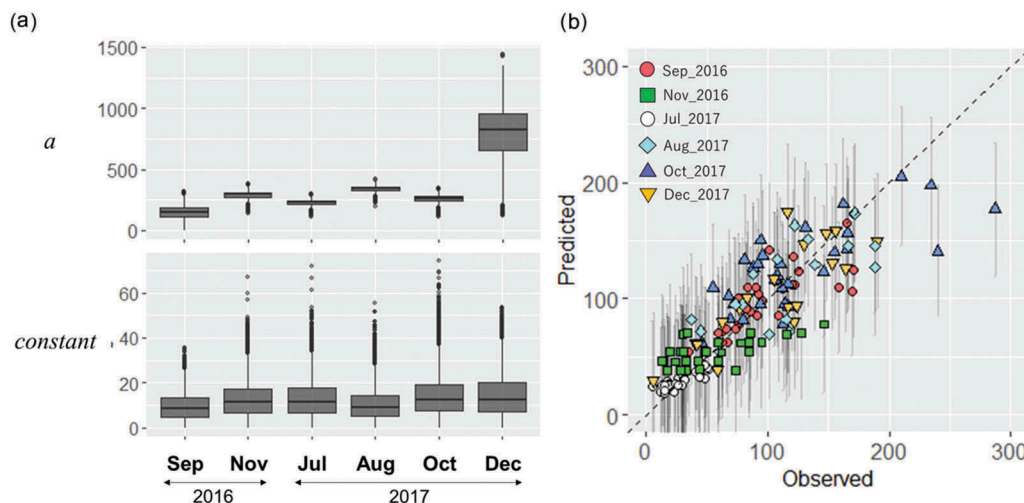 (a)
1500
1000
500
0
a
60
40
20
0
constant
Sep Nov Jul Aug Oct Dec
2016 2017
(b)
300
200
100
0
Predicted
Sep_2016
Nov_2016
Jul_2017
Aug_2017
Oct_2017
Dec_2017
0 100 200 300
Observed